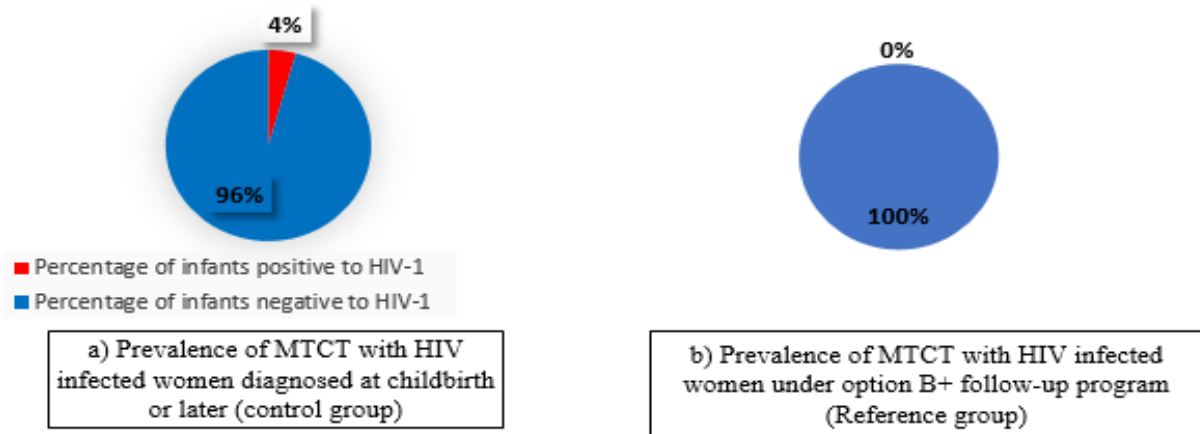 4%
96%
Percentage of infants positive to HIV-1
Percentage of infants negative to HIV-1
a) Prevalence of MTCT with HIV
infected women diagnosed at childbirth
or later (control group)
0%
100%
b) Prevalence of MTCT with HIV infected
women under option B+ follow-up program
(Reference group)